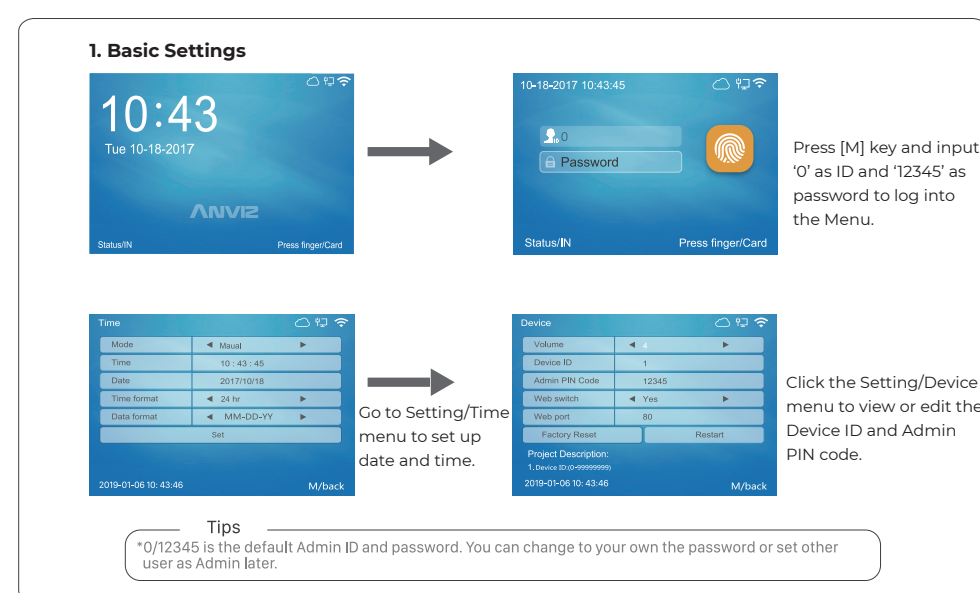 1. Basic Settings
10:43
Tue 10-18-2017
ANVIZ
Status/IN
Press finger/Card
10-18-2017 10:43:45
0
ID
Password
Status/IN
Press finger/Card
Press [M] key and input
‘0’ as ID and ‘12345’ as
password to log into
the Menu.
Time
Mode ◀ Maual ▶
Time 10 : 43 : 45
Date 2017/10/18
Time format ◀ 24 hr ▶
Data format ◀ MM-DD-YY ▶
Set
2019-01-06 10: 43:46 M/back
Go to Setting/Time
menu to set up
date and time.
Device
Volume ◀ 4 ▶
Device ID 1
Admin PIN Code 12345
Web switch ◀ Yes ▶
Web port 80
Factory Reset Restart
Project Description:
1. Device ID:(0-99999999)
2019-01-06 10: 43:46 M/back
Click the Setting/Device
menu to view or edit the
Device ID and Admin
PIN code.
Tips
*0/12345 is the default Admin ID and password. You can change to your own the password or set other
user as Admin later.